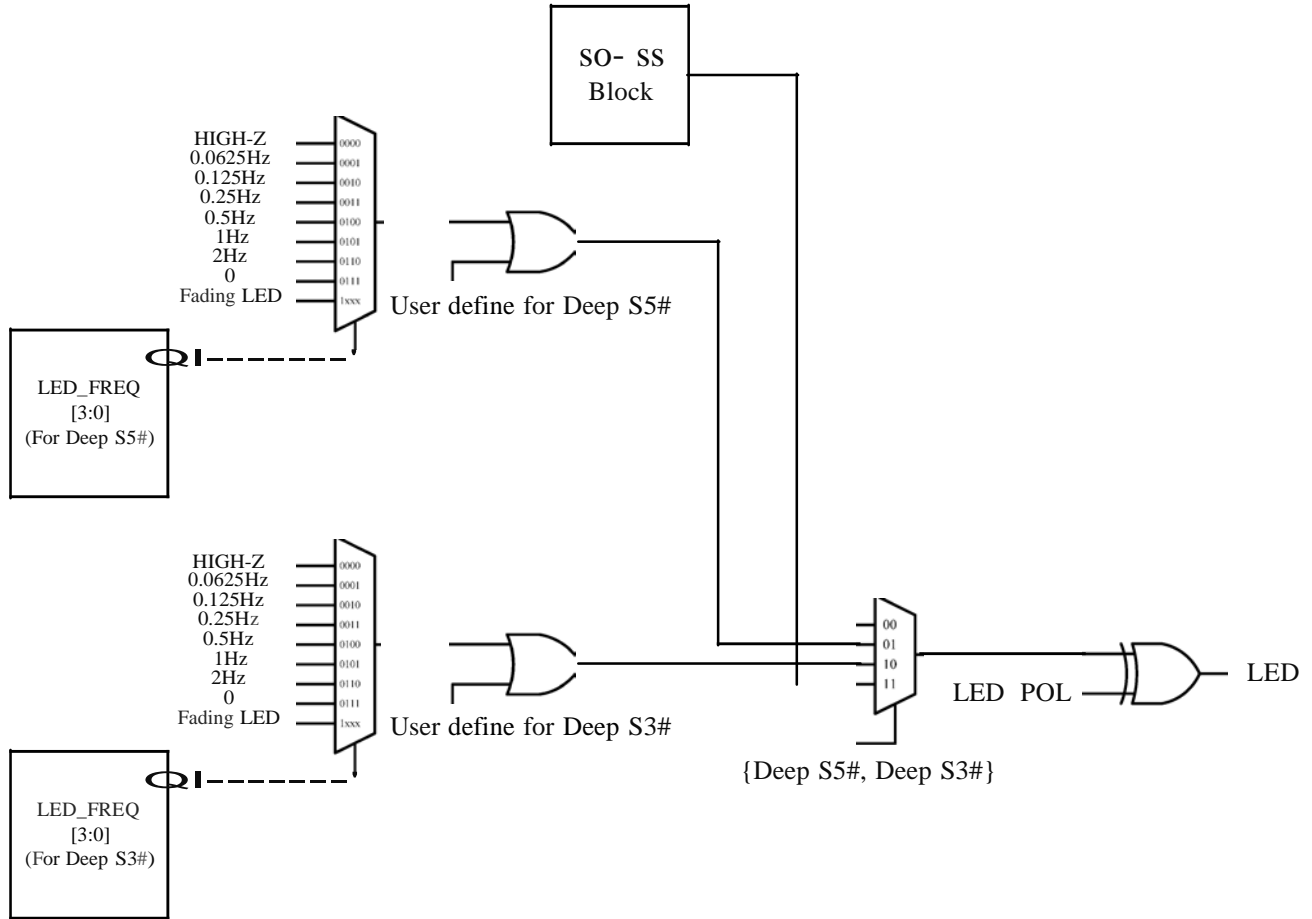 SO- SS
Block
HIGH-Z
0.0625Hz
0.125Hz
0.25Hz
0.5Hz
1Hz
2Hz
0
Fading LED
0000
0001
0010
0011
0100
0101
0110
0111
1xxx
User define for Deep S5#
QI
LED_FREQ
[3:0]
(For Deep S5#)
HIGH-Z
0.0625Hz
0.125Hz
0.25Hz
0.5Hz
1Hz
2Hz
0
Fading LED
0000
0001
0010
0011
0100
0101
0110
0111
1xxx
User define for Deep S3#
QI
LED_FREQ
[3:0]
(For Deep S3#)
00
01
10
11
{Deep S5#, Deep S3#}
LED POL
LED